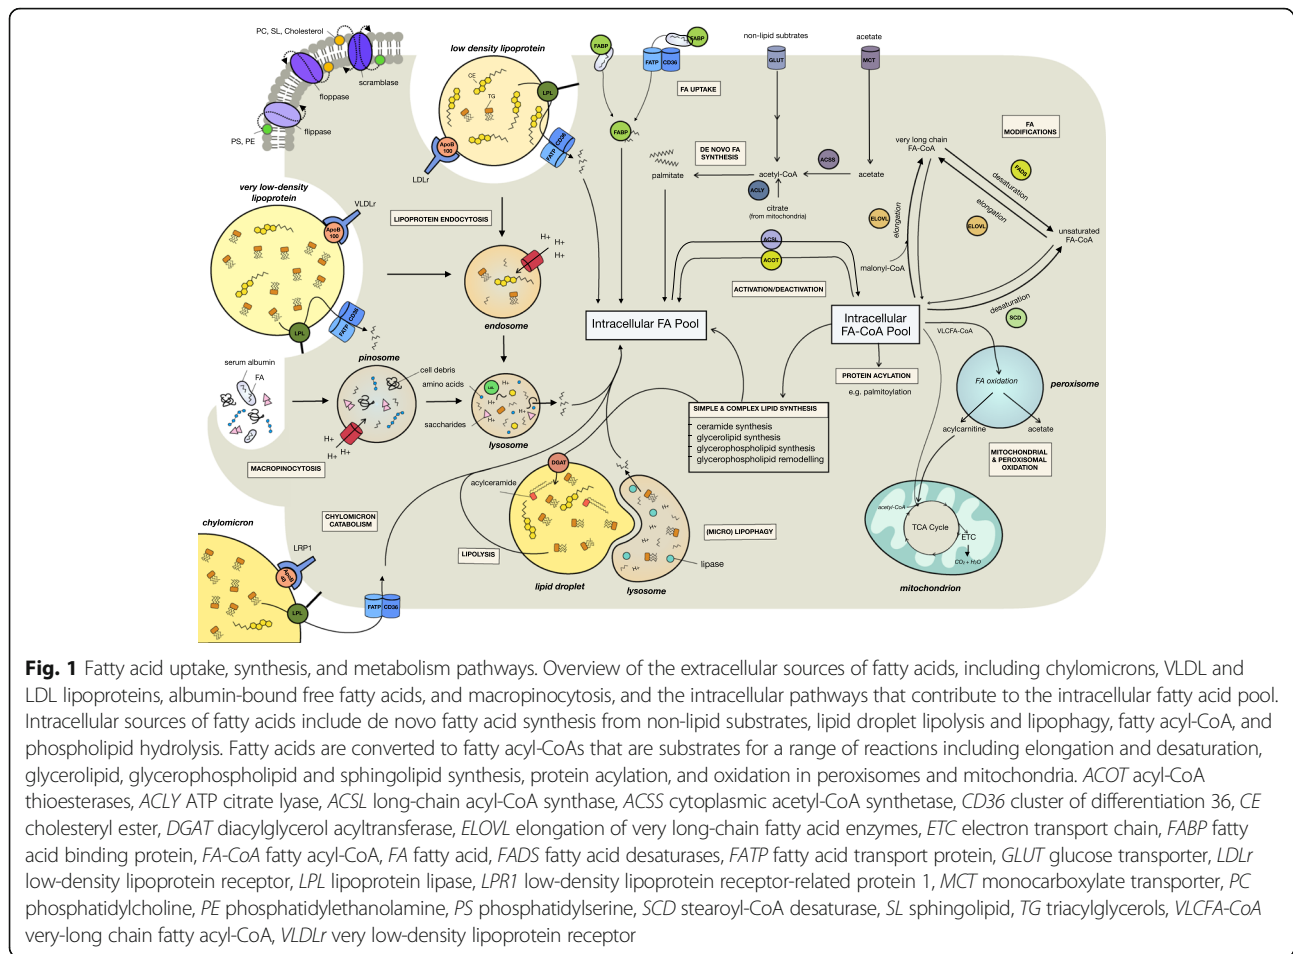 PC, SL, Cholesterol
floppase
scramblase
flippase
PS, PE
low density lipoprotein
CE
TG
LPL
ApoB
100
LDLr
FATP CD36
FABP
FABP
FATP CD36
FA UPTAKE
FABP
non-lipid subtrates
GLUT
acetate
MCT
DE NOVO FA
SYNTHESIS
palmitate
acetyl-CoA
ACSS
acetate
ACLY
citrate
(from mitochondria)
FA
MODIFICATIONS
very long chain
FA-CoA
FADS
desaturation
elongation
ELOVL
ELOVL
elongation
malonyl-CoA
unsaturated
FA-CoA
desaturation
SCD
very low-density
lipoprotein
VLDLr
ApoB
100
LPL
FATP CD36
LIPOPROTEIN ENDOCYTOSIS
H+
H+
H+
endosome
ACSL
ACOT
ACTIVATION/DEACTIVATION
Intracellular FA Pool
Intracellular
FA-CoA Pool
VLCFA-CoA
PROTEIN ACYLATION
e.g. palmitoylation
FA oxidation
peroxisome
acylcarnitine
acetate
MITOCHONDRIAL
& PEROXISOMAL
OXIDATION
serum albumin
FA
pinosome
cell debris
amino acids
saccharides
H+
H+
H+
MACROPINOCYTOSIS
H+
H+
H+
H+
lysosome
SIMPLE & COMPLEX LIPID SYNTHESIS
ceramide synthesis
glycerolipid synthesis
glycerophospholipid synthesis
glycerophospholipid remodelling
DGAT
acylceramide
CHYLOMICRON
CATABOLISM
LIPOLYSIS
lipid droplet
H+
H+
H+
H+
H+
lysosome
lipase
(MICRO) LIPOPHAGY
acetyl-CoA
TCA Cycle
ETC
CO₂ + H₂O
mitochondrion
chylomicron
LRP1
ApoB
48
LPL
FATP CD36
Fig. 1 Fatty acid uptake, synthesis, and metabolism pathways. Overview of the extracellular sources of fatty acids, including chylomicrons, VLDL and
LDL lipoproteins, albumin-bound free fatty acids, and macropinocytosis, and the intracellular pathways that contribute to the intracellular fatty acid pool.
Intracellular sources of fatty acids include de novo fatty acid synthesis from non-lipid substrates, lipid droplet lipolysis and lipophagy, fatty acyl-CoA, and
phospholipid hydrolysis. Fatty acids are converted to fatty acyl-CoAs that are substrates for a range of reactions including elongation and desaturation,
glycerolipid, glycerophospholipid and sphingolipid synthesis, protein acylation, and oxidation in peroxisomes and mitochondria. ACOT acyl-CoA
thioesterases, ACLY ATP citrate lyase, ACSL long-chain acyl-CoA synthase, ACSS cytoplasmic acetyl-CoA synthetase, CD36 cluster of differentiation 36, CE
cholesteryl ester, DGAT diacylglycerol acyltransferase, ELOVL elongation of very long-chain fatty acid enzymes, ETC electron transport chain, FABP fatty
acid binding protein, FA-CoA fatty acyl-CoA, FA fatty acid, FADS fatty acid desaturases, FATP fatty acid transport protein, GLUT glucose transporter, LDLr
low-density lipoprotein receptor, LPL lipoprotein lipase, LPR1 low-density lipoprotein receptor-related protein 1, MCT monocarboxylate transporter, PC
phosphatidylcholine, PE phosphatidylethanolamine, PS phosphatidylserine, SCD stearoyl-CoA desaturase, SL sphingolipid, TG triacylglycerols, VLCFA-CoA
very-long chain fatty acyl-CoA, VLDLr very low-density lipoprotein receptor